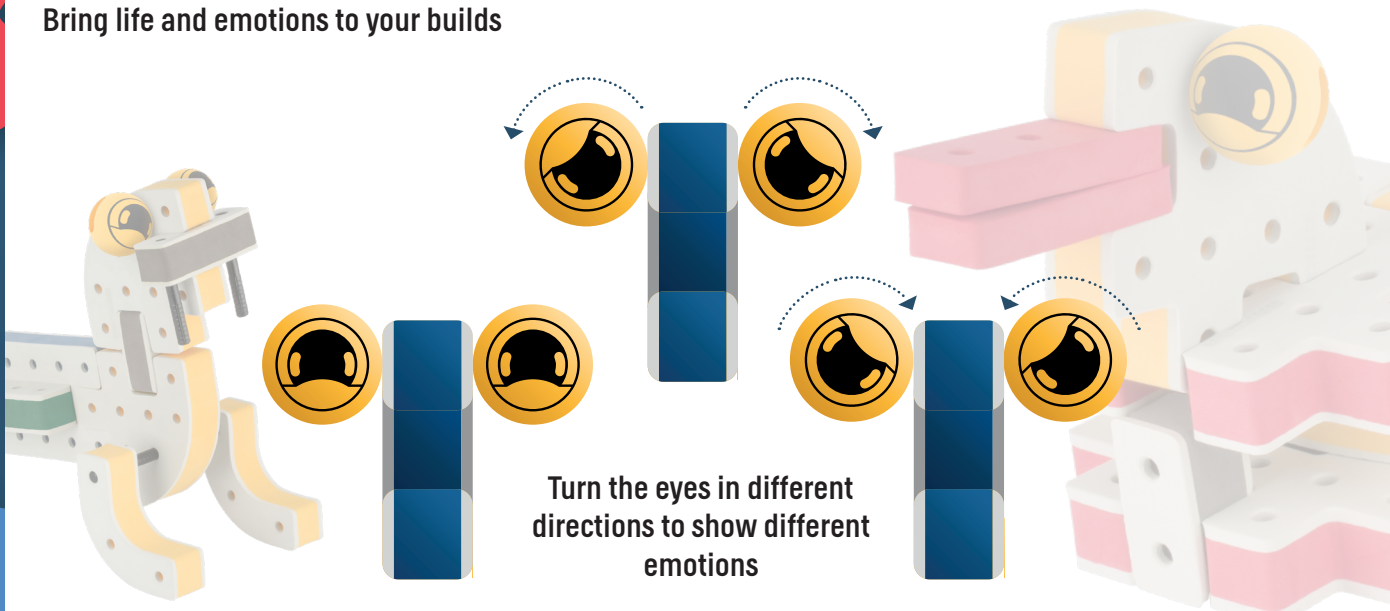 Bring life and emotions to your builds
Turn the eyes in different
directions to show different
emotions